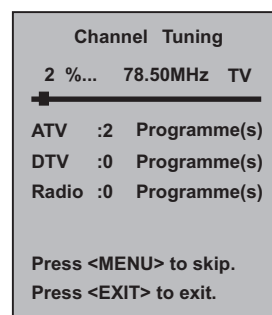 Channel Tuning
2 %... 78.50MHz TV
ATV :2 Programme(s)
DTV :0 Programme(s)
Radio :0 Programme(s)
Press <MENU> to skip.
Press <EXIT> to exit.